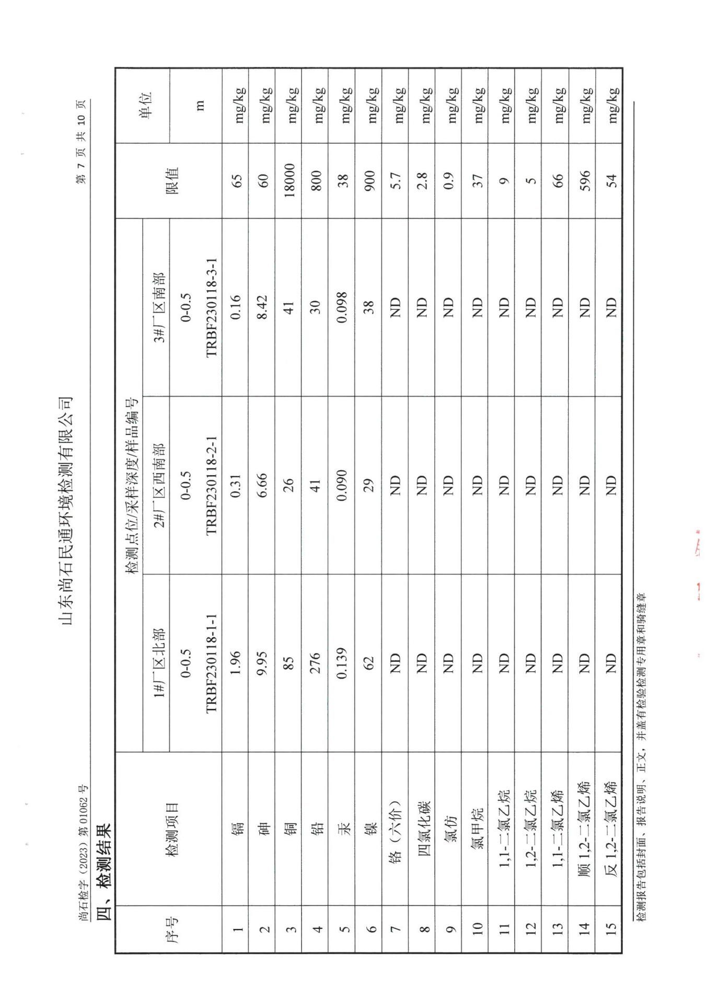 山东尚石民通环境检测有限公司
尚石检字（2023）第 01062 号 第 7 页 共 10 页
四、检测结果
序号 检测项目 检测点位/采样深度/样品编号 限值 单位
1#厂区北部 2#厂区西南部 3#厂区南部
0-0.5 0-0.5 0-0.5 m
TRBF230118-1-1 TRBF230118-2-1 TRBF230118-3-1
1 镉 1.96 0.31 0.16 65 mg/kg
2 砷 9.95 6.66 8.42 60 mg/kg
3 铜 85 26 41 18000 mg/kg
4 铅 276 41 30 800 mg/kg
5 汞 0.139 0.090 0.098 38 mg/kg
6 镍 62 29 38 900 mg/kg
7 铬（六价） ND ND ND 5.7 mg/kg
8 四氯化碳 ND ND ND 2.8 mg/kg
9 氯仿 ND ND ND 0.9 mg/kg
10 氯甲烷 ND ND ND 37 mg/kg
11 1,1-二氯乙烷 ND ND ND 9 mg/kg
12 1,2-二氯乙烷 ND ND ND 5 mg/kg
13 1,1-二氯乙烯 ND ND ND 66 mg/kg
14 顺 1,2-二氯乙烯 ND ND ND 596 mg/kg
15 反 1,2-二氯乙烯 ND ND ND 54 mg/kg
检测报告包括封面、报告说明、正文，并盖有检验检测专用章和骑缝章